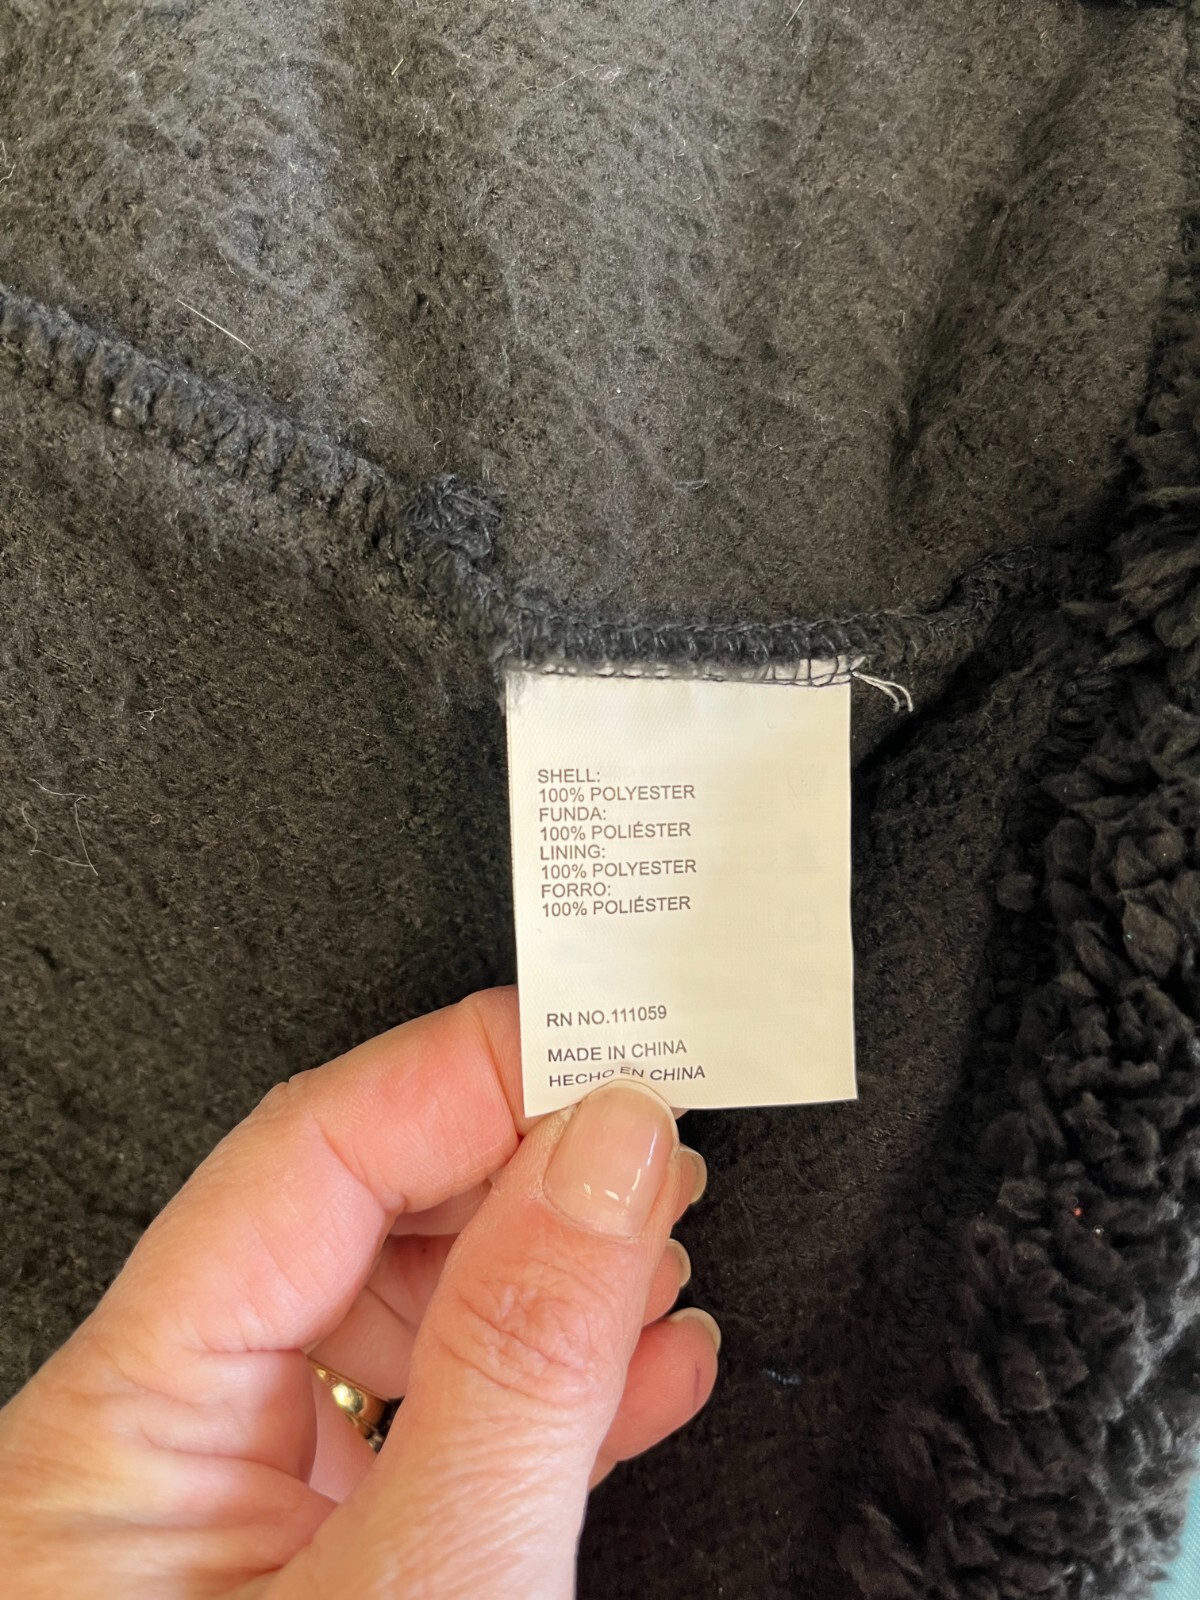 SHELL:
100% POLYESTER
FUNDA:
100% POLIÉSTER
LINING:
100% POLYESTER
FORRO:
100% POLIÉSTER
RN NO.111059
MADE IN CHINA
HECHO EN CHINA